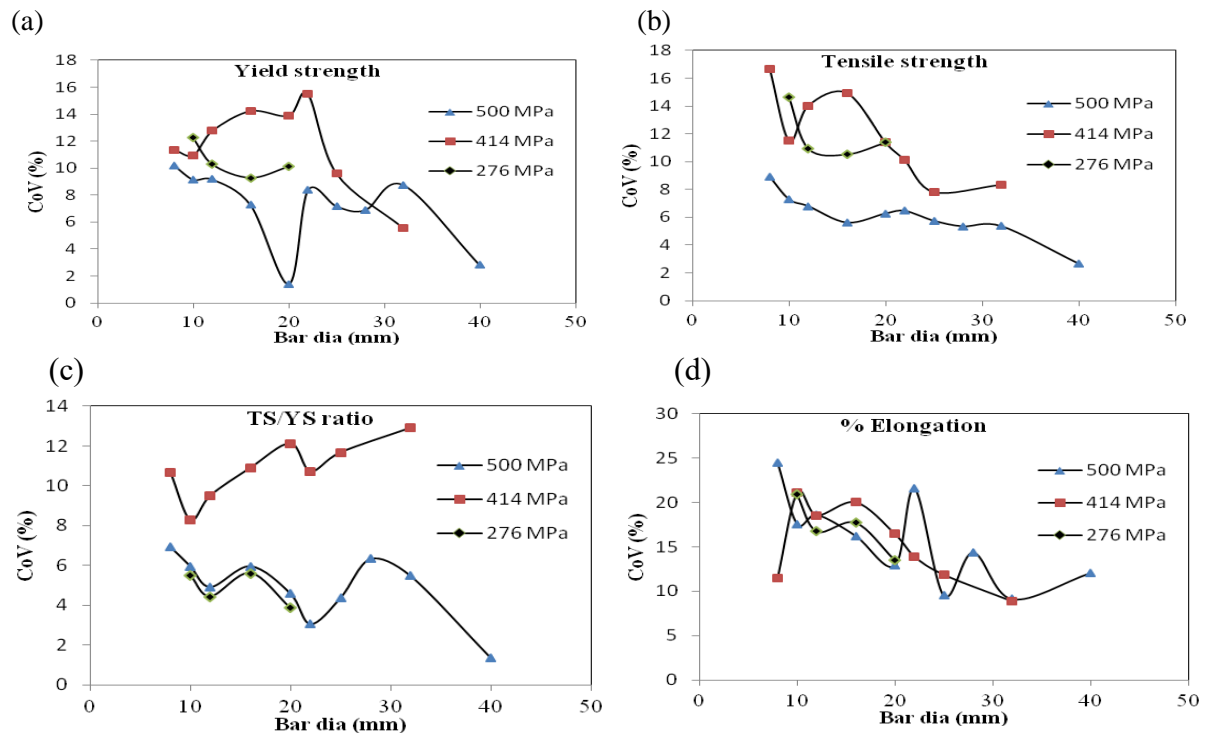 (a)
Yield strength
18
16
14
12
10
8
6
4
2
0
CoV (%)
500 MPa
414 MPa
276 MPa
0 10 20 30 40 50
Bar dia (mm)
(b)
Tensile strength
18
16
14
12
10
8
6
4
2
0
CoV (%)
500 MPa
414 MPa
276 MPa
0 10 20 30 40 50
Bar dia (mm)
(c)
TS/YS ratio
14
12
10
8
6
4
2
0
CoV (%)
500 MPa
414 MPa
276 MPa
0 10 20 30 40 50
Bar dia (mm)
(d)
% Elongation
30
25
20
15
10
5
0
CoV (%)
500 MPa
414 MPa
276 MPa
0 10 20 30 40 50
Bar dia (mm)